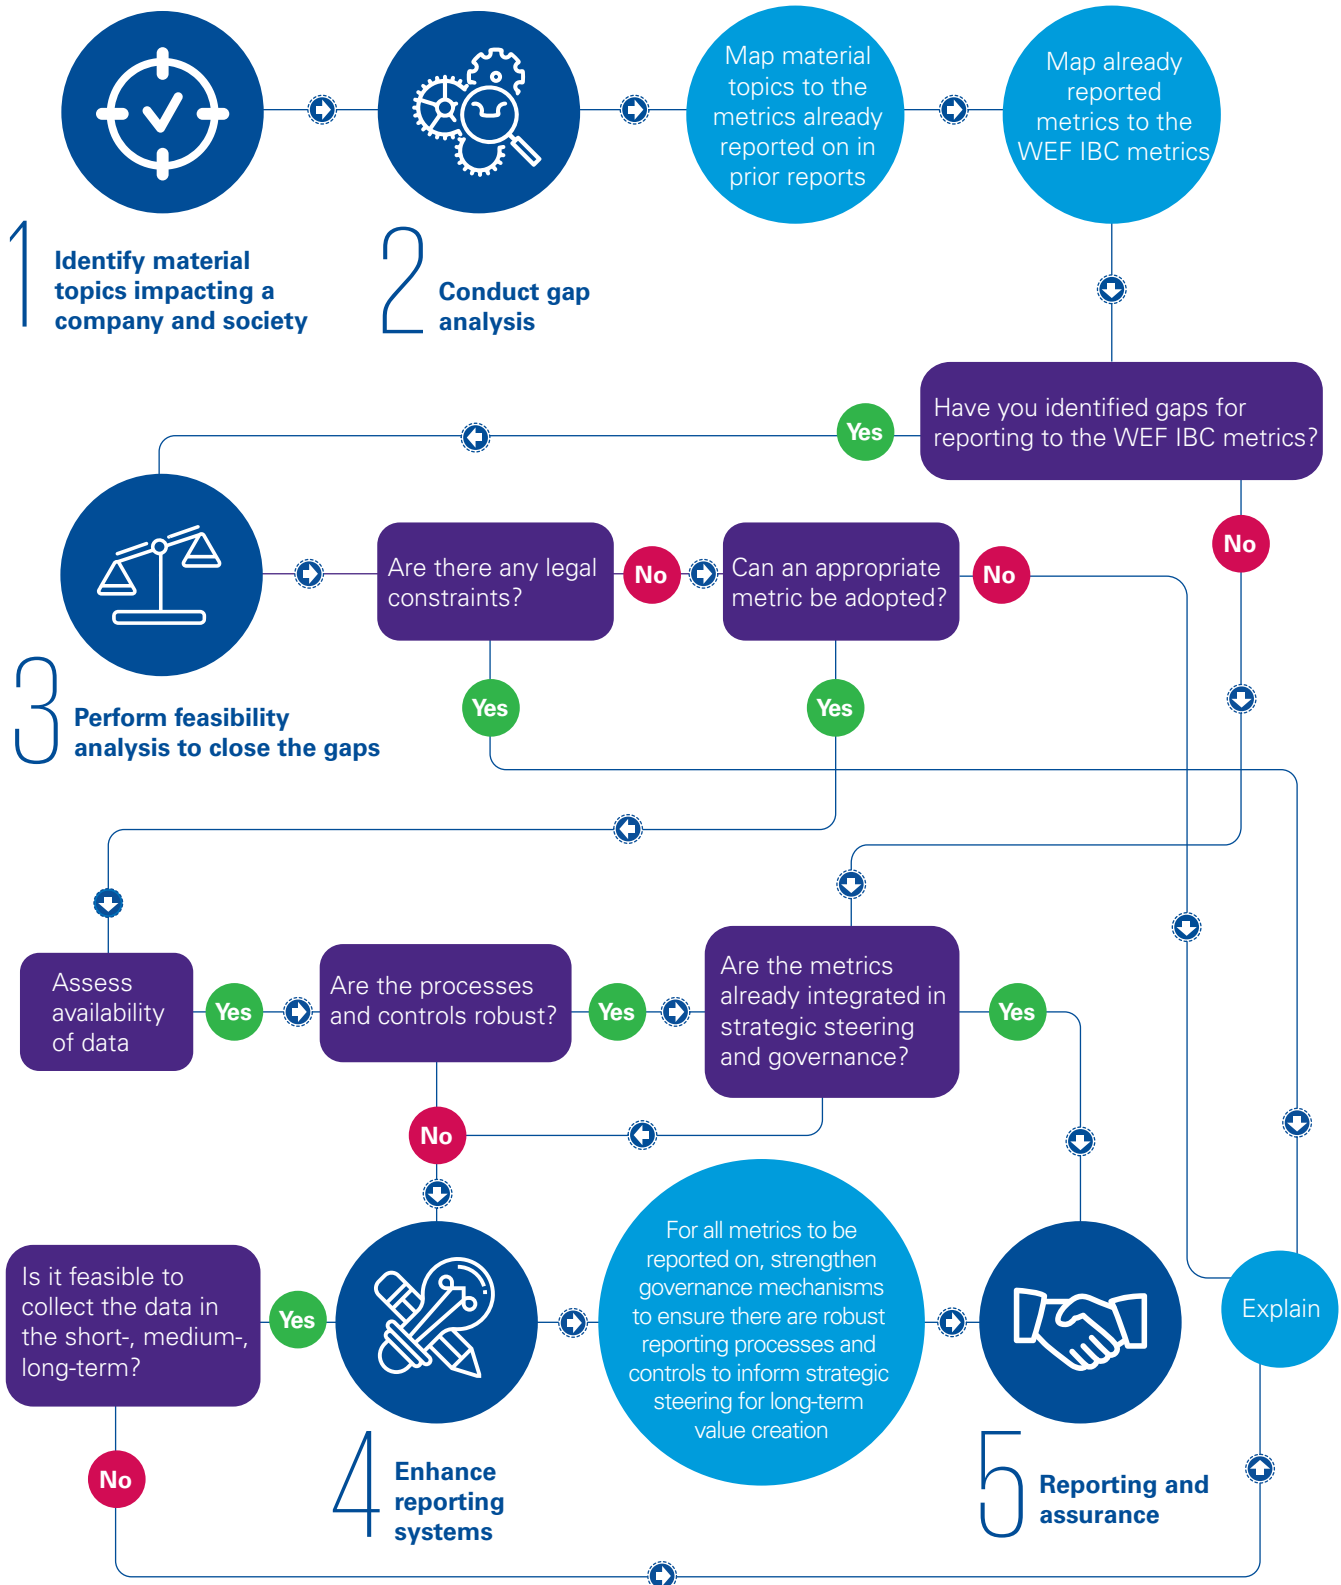 Map material
topics to the
metrics already
reported on in
prior reports
Map already
reported
metrics to the
WEF IBC metrics
1
Identify material
topics impacting a
company and society
2
Conduct gap
analysis
Have you identified gaps for
reporting to the WEF IBC metrics?
Yes
No
3
Perform feasibility
analysis to close the gaps
Are there any legal
constraints?
No
Can an appropriate
metric be adopted?
No
Yes
Yes
Assess
availability
of data
Yes
Are the processes
and controls robust?
Yes
Are the metrics
already integrated in
strategic steering
and governance?
Yes
No
Is it feasible to
collect the data in
the short-, medium-,
long-term?
Yes
No
4
Enhance
reporting
systems
For all metrics to be
reported on, strengthen
governance mechanisms
to ensure there are robust
reporting processes and
controls to inform strategic
steering for long-term
value creation
5
Reporting and
assurance
Explain